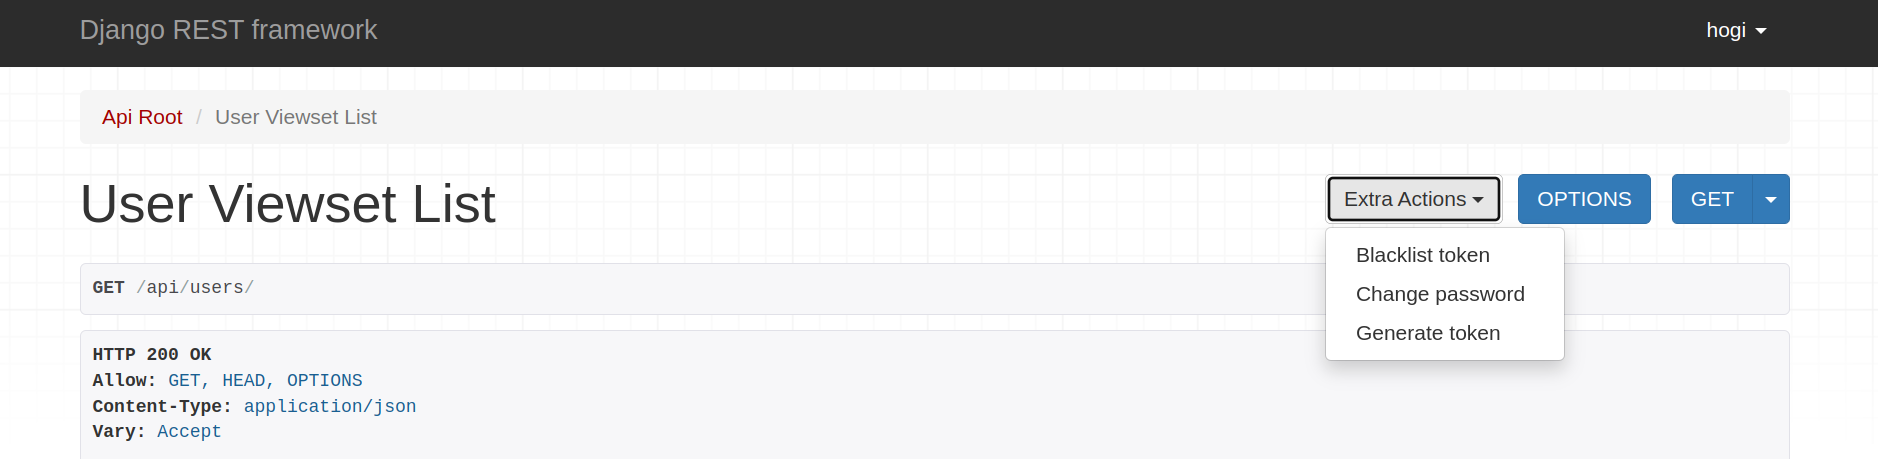 Django REST framework
hogi
Api Root / User Viewset List
User Viewset List
Extra Actions
OPTIONS
GET
Blacklist token
Change password
Generate token
GET /api/users/
HTTP 200 OK
Allow: GET, HEAD, OPTIONS
Content-Type: application/json
Vary: Accept